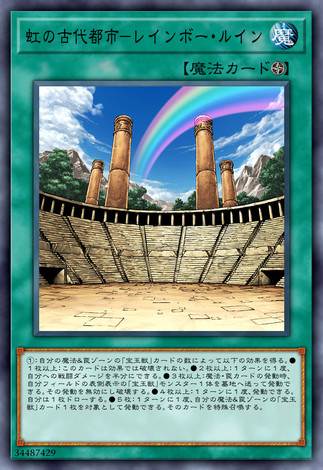 虹の古代都市－レインボー・ルイン
魔
【魔法カード】
①：自分の魔法&罠ゾーンの「宝玉獣」カードの数によって以下の効果を得る。●
1枚以上：このカードは効果では破壊されない。●2枚以上：1ターンに1度、
自分への戦闘ダメージを半分にできる。●3枚以上：魔法・罠カードの発動時、
自分フィールドの表側表示の「宝玉獣」モンスター1体を墓地へ送って発動で
きる。その発動を無効にし破壊する。●4枚以上：1ターンに1度、発動できる。
自分は1枚ドローする。●5枚：1ターンに1度、自分の魔法&罠ゾーンの「宝玉獣」
カード1枚を対象として発動できる。そのカードを特殊召喚する。
34487429